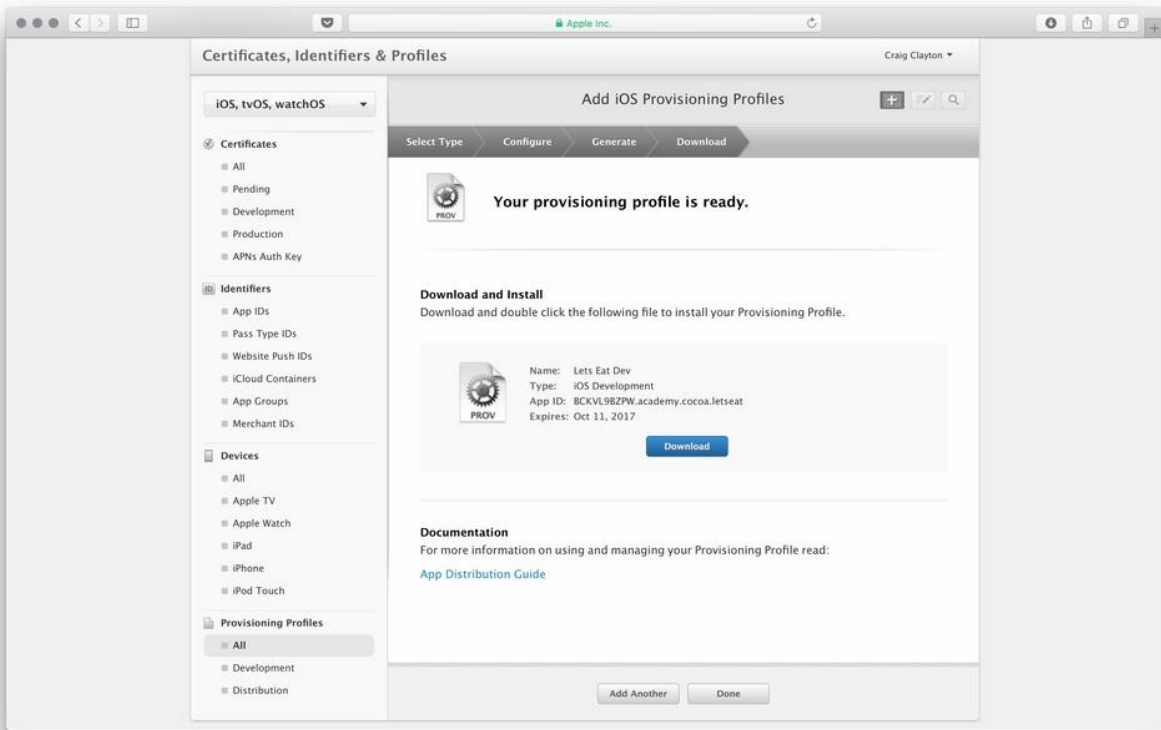 Apple Inc.
Certificates, Identifiers & Profiles
Craig Clayton
iOS, tvOS, watchOS
Certificates
All
Pending
Development
Production
APNs Auth Key
ID Identifiers
App IDs
Pass Type IDs
Website Push IDs
iCloud Containers
App Groups
Merchant IDs
Devices
All
Apple TV
Apple Watch
iPad
iPhone
iPod Touch
Provisioning Profiles
All
Development
Distribution
Add iOS Provisioning Profiles
Select Type Configure Generate Download
PROV
Your provisioning profile is ready.
Download and Install
Download and double click the following file to install your Provisioning Profile.
PROV
Name: Lets Eat Dev
Type: iOS Development
App ID: BCKVL9BZPW.academy.cocoa.letseat
Expires: Oct 11, 2017
Download
Documentation
For more information on using and managing your Provisioning Profile read:
App Distribution Guide
Add Another Done